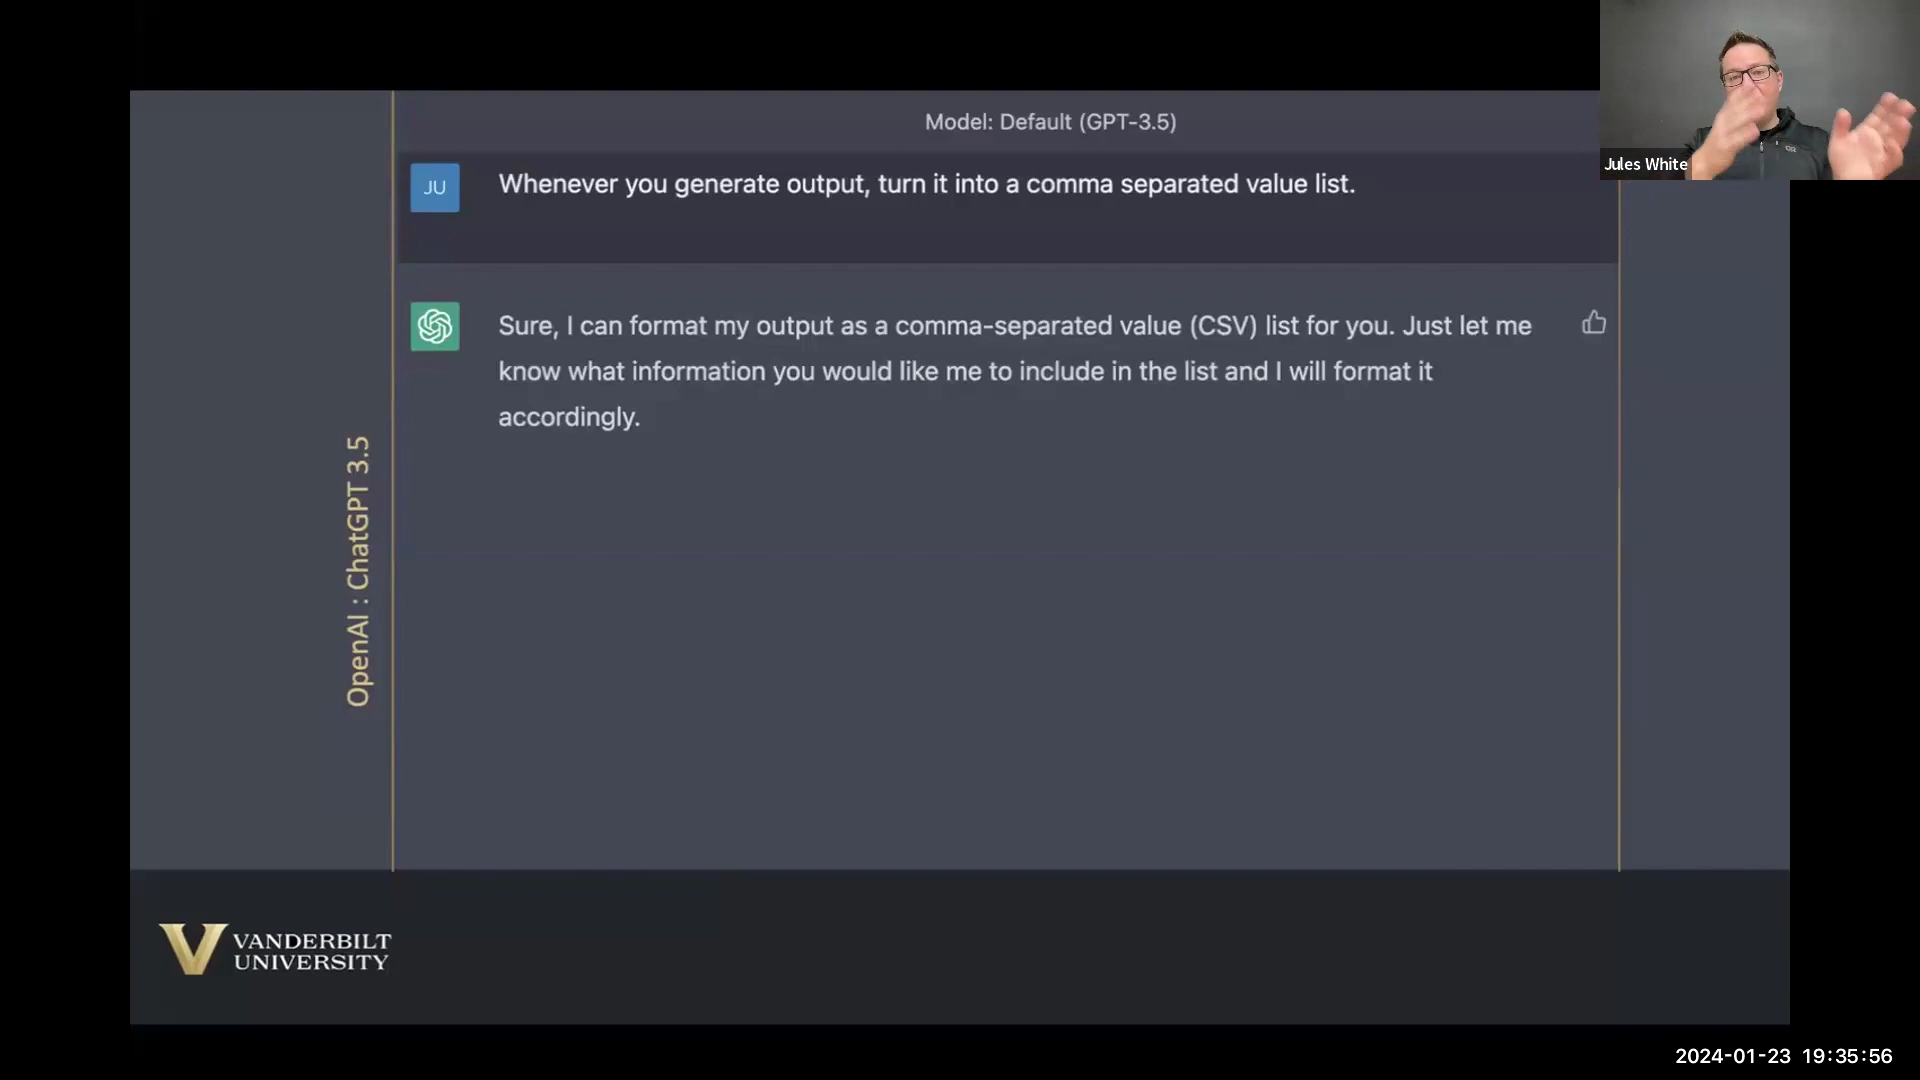 Model: Default (GPT-3.5)
JU
Whenever you generate output, turn it into a comma separated value list.
Jules White
Sure, I can format my output as a comma-separated value (CSV) list for you. Just let me
know what information you would like me to include in the list and I will format it
accordingly.
OpenAI : ChatGPT 3.5
VANDERBILT
UNIVERSITY
2024-01-23 19:35:56